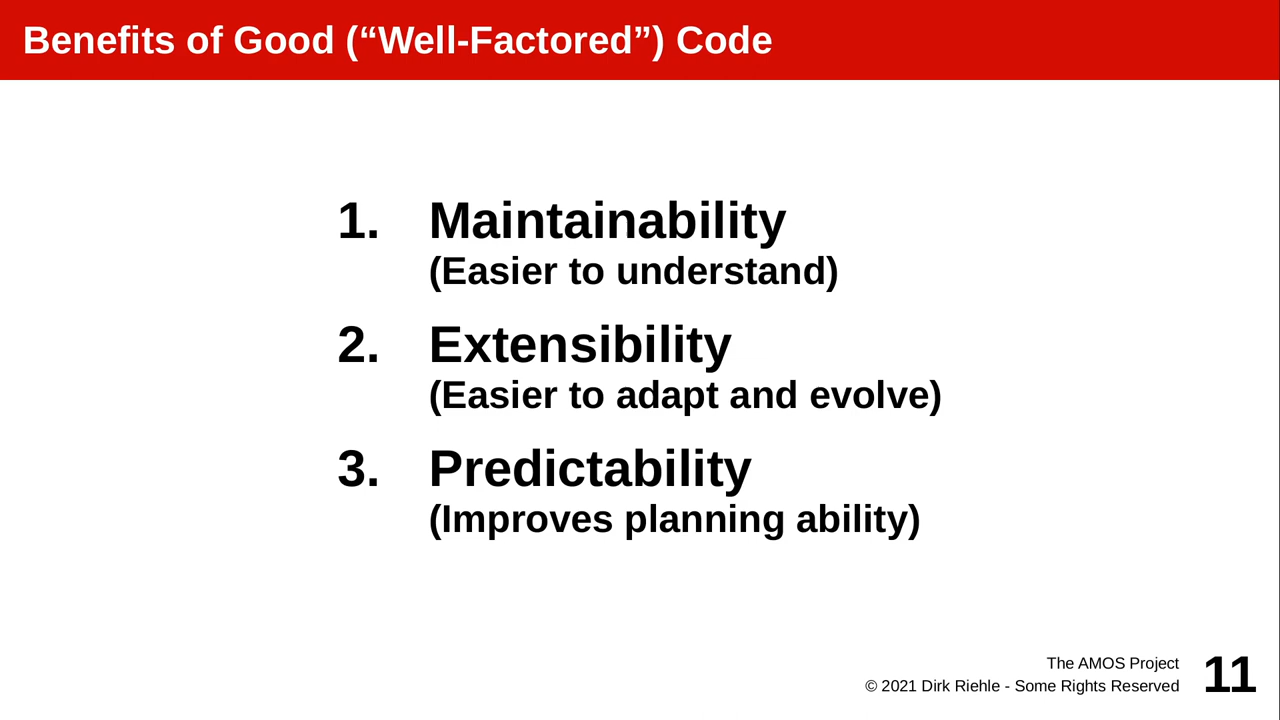 Benefits of Good (“Well-Factored”) Code
1. Maintainability
(Easier to understand)
2. Extensibility
(Easier to adapt and evolve)
3. Predictability
(Improves planning ability)
The AMOS Project
© 2021 Dirk Riehle - Some Rights Reserved
11